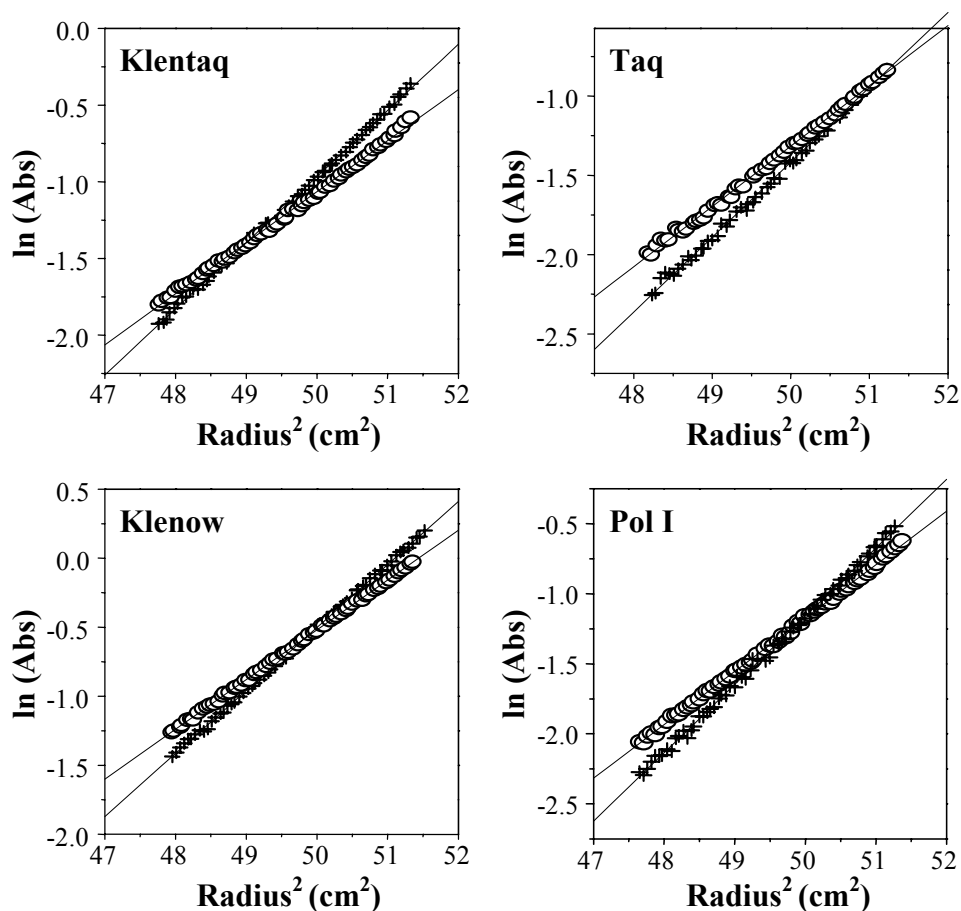 Klentaq
ln (Abs)
0.0
-0.5
-1.0
-1.5
-2.0
47 48 49 50 51 52
Radius² (cm²)
Taq
ln (Abs)
-1.0
-1.5
-2.0
-2.5
48 49 50 51
Radius² (cm²)
Klenow
ln (Abs)
0.5
0.0
-0.5
-1.0
-1.5
-2.0
47 48 49 50 51 52
Radius² (cm²)
Pol I
ln (Abs)
-0.5
-1.0
-1.5
-2.0
-2.5
47 48 49 50 51 52
Radius² (cm²)